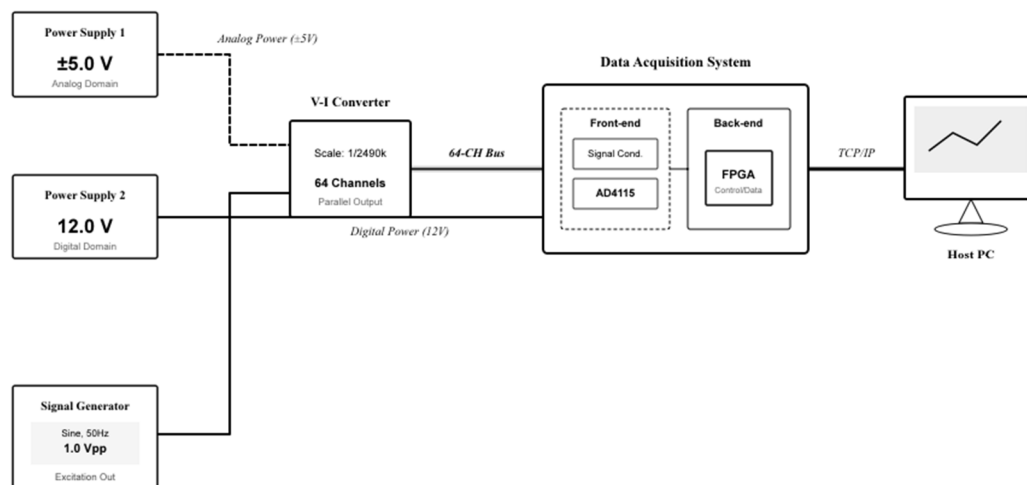 Power Supply 1
±5.0 V
Analog Domain
Analog Power (±5V)
V-I Converter
Scale: 1/2490k
64 Channels
Parallel Output
Power Supply 2
12.0 V
Digital Domain
Digital Power (12V)
64-CH Bus
Data Acquisition System
Front-end
Signal Cond.
AD4115
Back-end
FPGA
Control/Data
TCP/IP
Host PC
Signal Generator
Sine, 50Hz
1.0 Vpp
Excitation Out